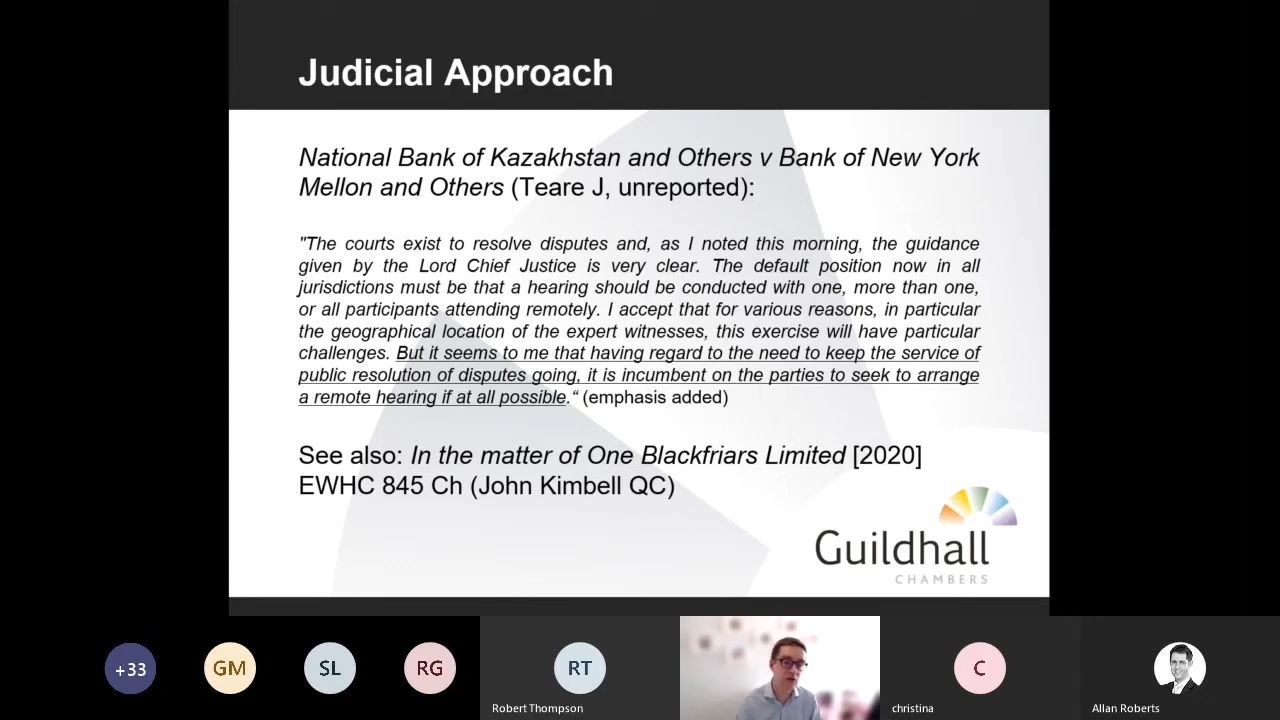 Judicial Approach
National Bank of Kazakhstan and Others v Bank of New York
Mellon and Others (Teare J, unreported):
"The courts exist to resolve disputes and, as I noted this morning, the guidance
given by the Lord Chief Justice is very clear. The default position now in all
jurisdictions must be that a hearing should be conducted with one, more than one,
or all participants attending remotely. I accept that for various reasons, in particular
the geographical location of the expert witnesses, this exercise will have particular
challenges. But it seems to me that having regard to the need to keep the service of
public resolution of disputes going, it is incumbent on the parties to seek to arrange
a remote hearing if at all possible.“ (emphasis added)
See also: In the matter of One Blackfriars Limited [2020]
EWHC 845 Ch (John Kimbell QC)
Guildhall
CHAMBERS
+33
GM
SL
RG
RT
C
Robert Thompson
christina
Allan Roberts